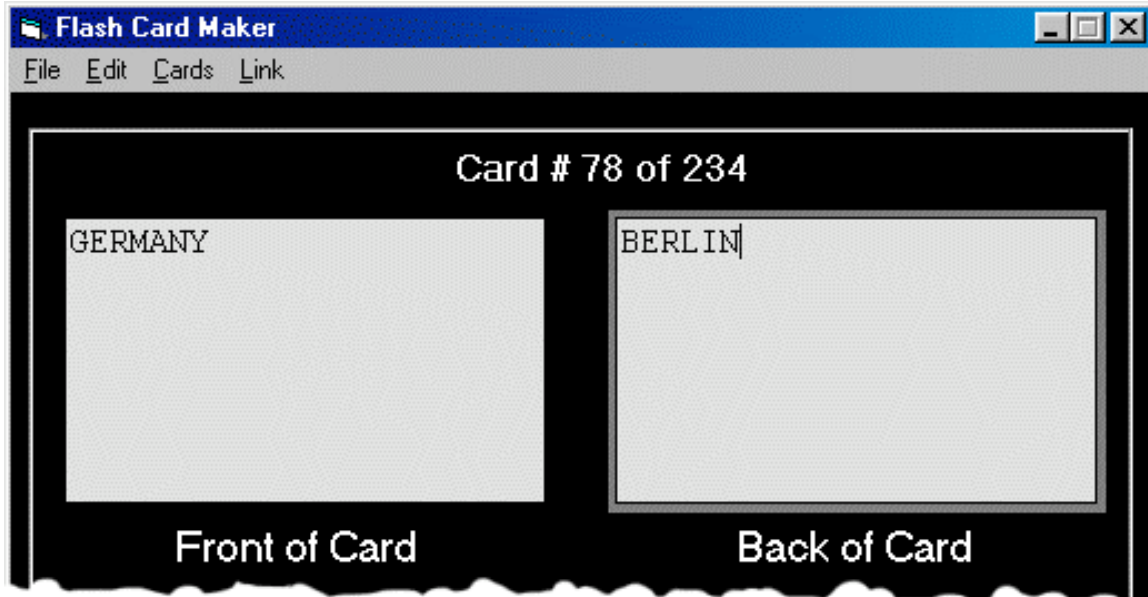 Flash Card Maker
File Edit Cards Link
Card # 78 of 234
GERMANY
BERLIN
Front of Card
Back of Card